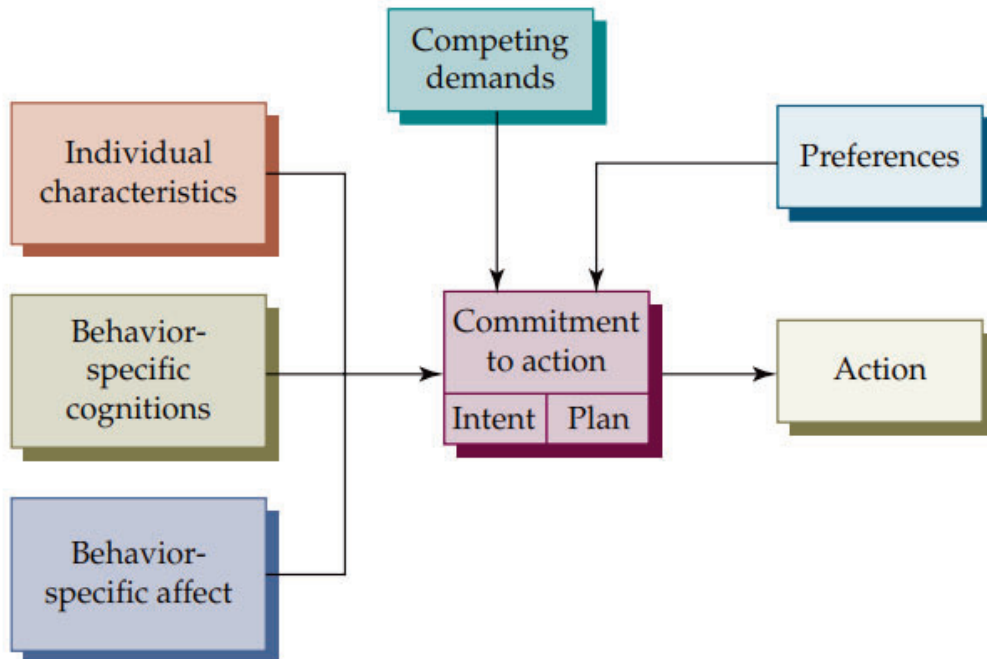 Competing
demands
Individual
characteristics
Preferences
Behavior-
specific
cognitions
Commitment
to action
Intent
Plan
Action
Behavior-
specific affect